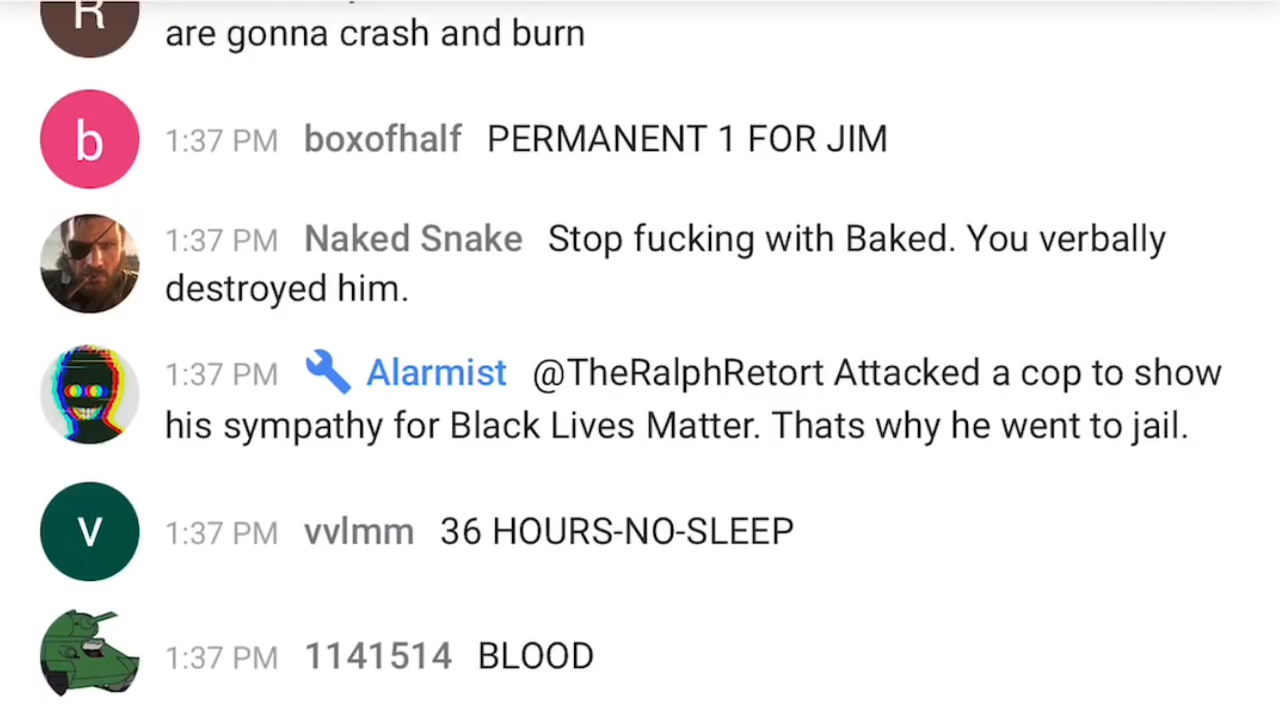 R
are gonna crash and burn
b
1:37 PM boxofhalf PERMANENT 1 FOR JIM
1:37 PM Naked Snake Stop fucking with Baked. You verbally
destroyed him.
1:37 PM Alarmist @TheRalphRetort Attacked a cop to show
his sympathy for Black Lives Matter. Thats why he went to jail.
v
1:37 PM vvlmm 36 HOURS-NO-SLEEP
1:37 PM 1141514 BLOOD